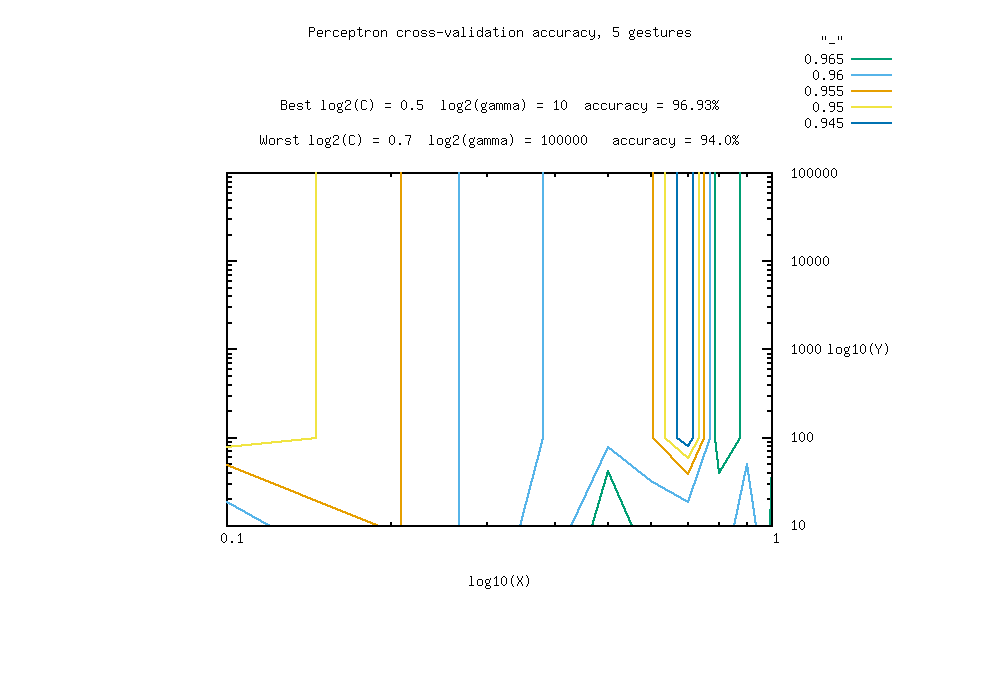 Perceptron cross-validation accuracy, 5 gestures
"_"
0.965
0.96
0.955
0.95
0.945
Best log2(C) = 0.5  log2(gamma) = 10  accuracy = 96.93%
Worst log2(C) = 0.7  log2(gamma) = 100000   accuracy = 94.0%
100000
10000
1000 log10(Y)
100
10
0.1 1
log10(X)